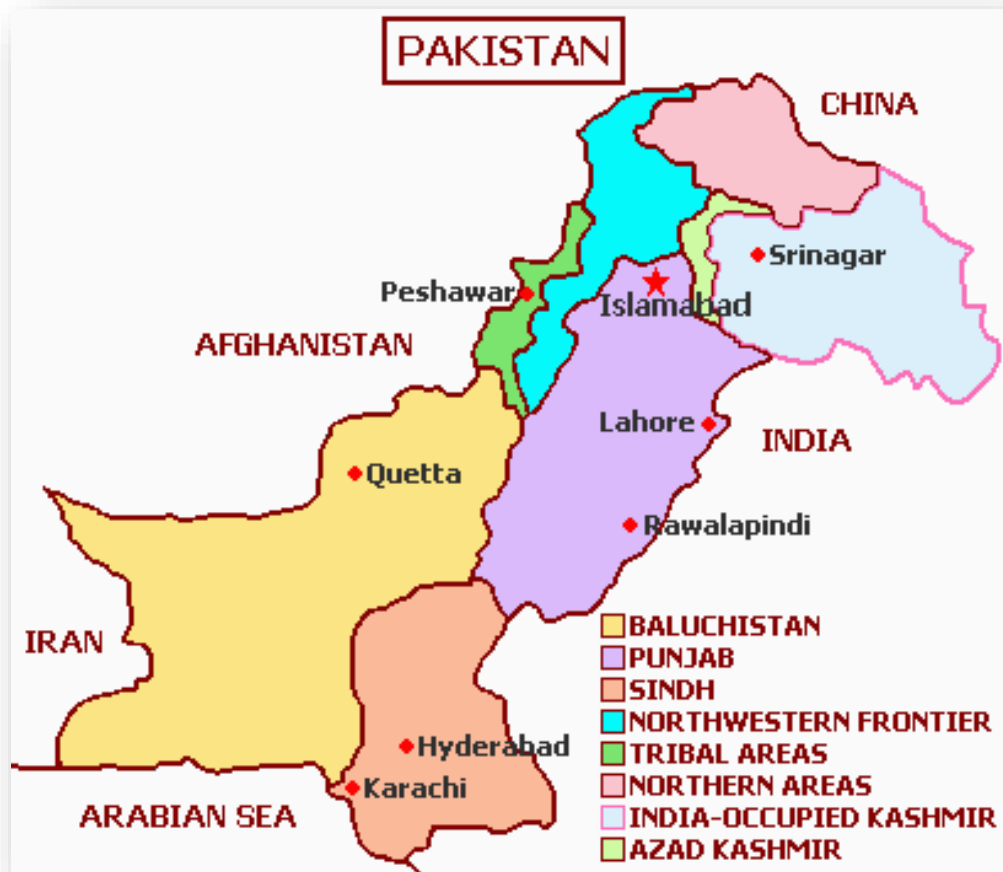 PAKISTAN
CHINA
Srinagar
Peshawar
Islamabad
AFGHANISTAN
Lahore
INDIA
Quetta
Rawalapindi
IRAN
BALUCHISTAN
PUNJAB
SINDH
NORTHWESTERN FRONTIER
Hyderabad
TRIBAL AREAS
Karachi
NORTHERN AREAS
ARABIAN SEA
INDIA-OCCUPIED KASHMIR
AZAD KASHMIR